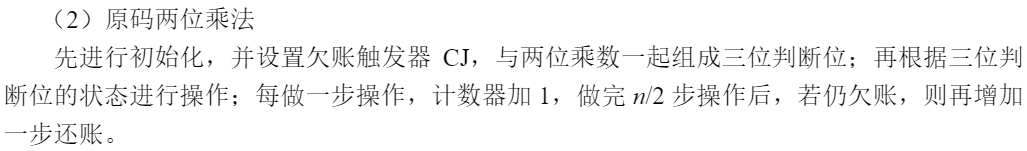 （2）原码两位乘法
先进行初始化，并设置欠账触发器 CJ，与两位乘数一起组成三位判断位；再根据三位判
断位的状态进行操作；每做一步操作，计数器加 1，做完 n/2 步操作后，若仍欠账，则再增加
一步还账。